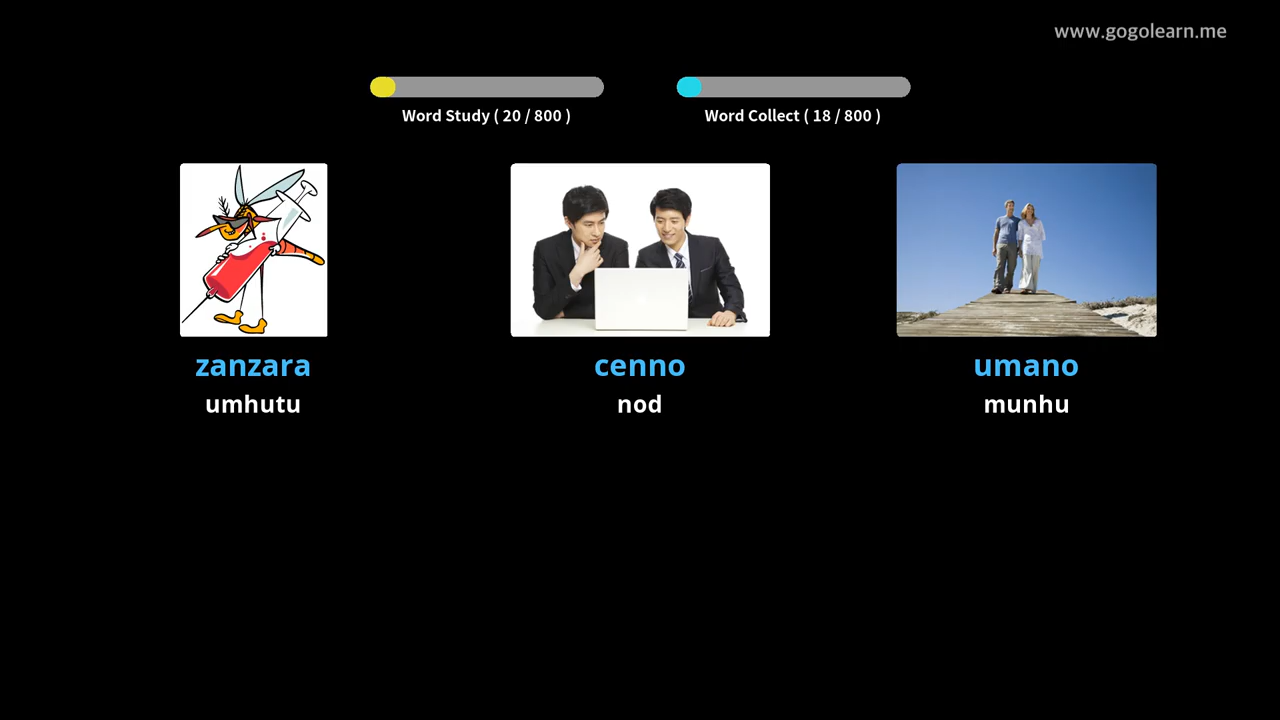 www.gogolearn.me
Word Study ( 20 / 800 )
Word Collect ( 18 / 800 )
zanzara
umhutu
cenno
nod
umano
munhu